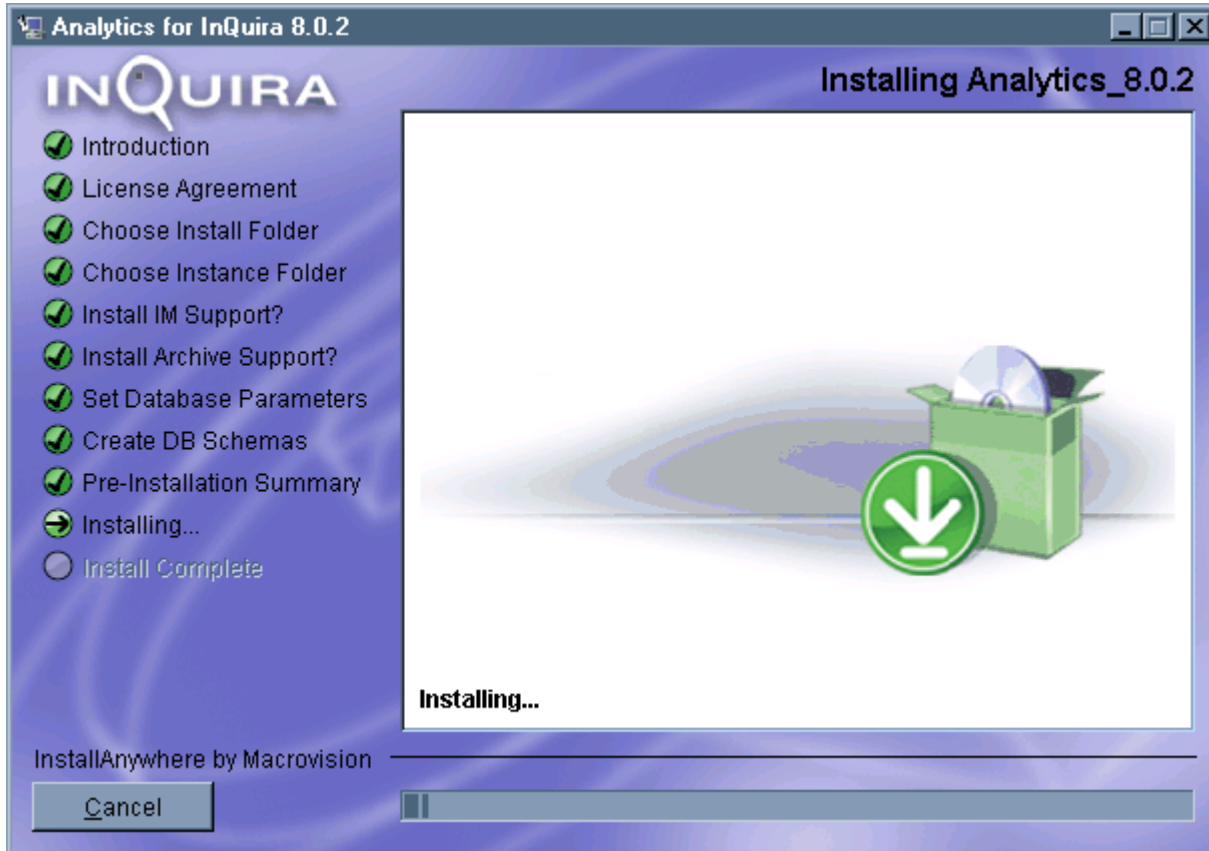 Analytics for InQuira 8.0.2
INQUIRA
Installing Analytics_8.0.2
Introduction
License Agreement
Choose Install Folder
Choose Instance Folder
Install IM Support?
Install Archive Support?
Set Database Parameters
Create DB Schemas
Pre-Installation Summary
Installing...
Install Complete
Installing...
InstallAnywhere by Macrovision
Cancel